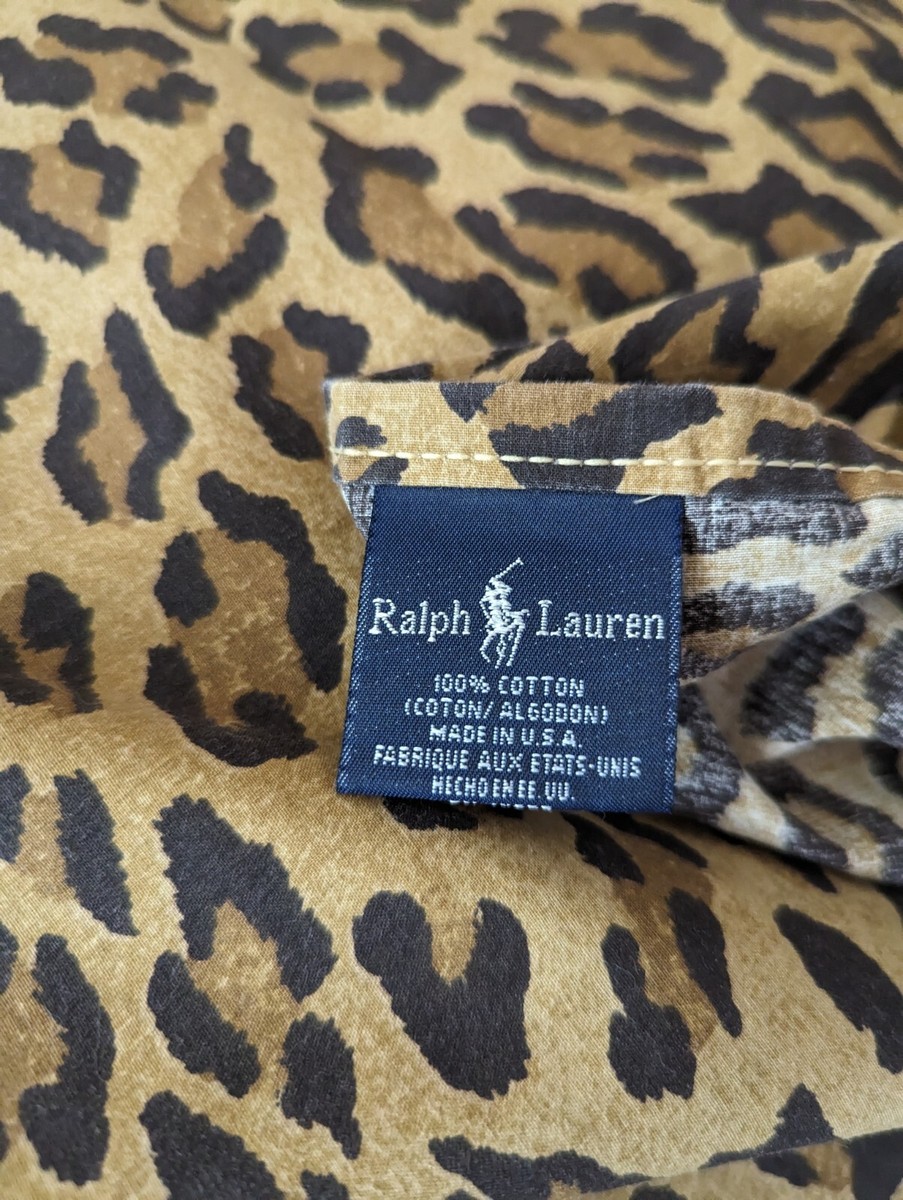 Ralph Lauren
100% COTTON
(COTON/ ALGODON)
MADE IN U.S.A.
FABRIQUE AUX ETATS-UNIS
HECHO EN EE. UU.